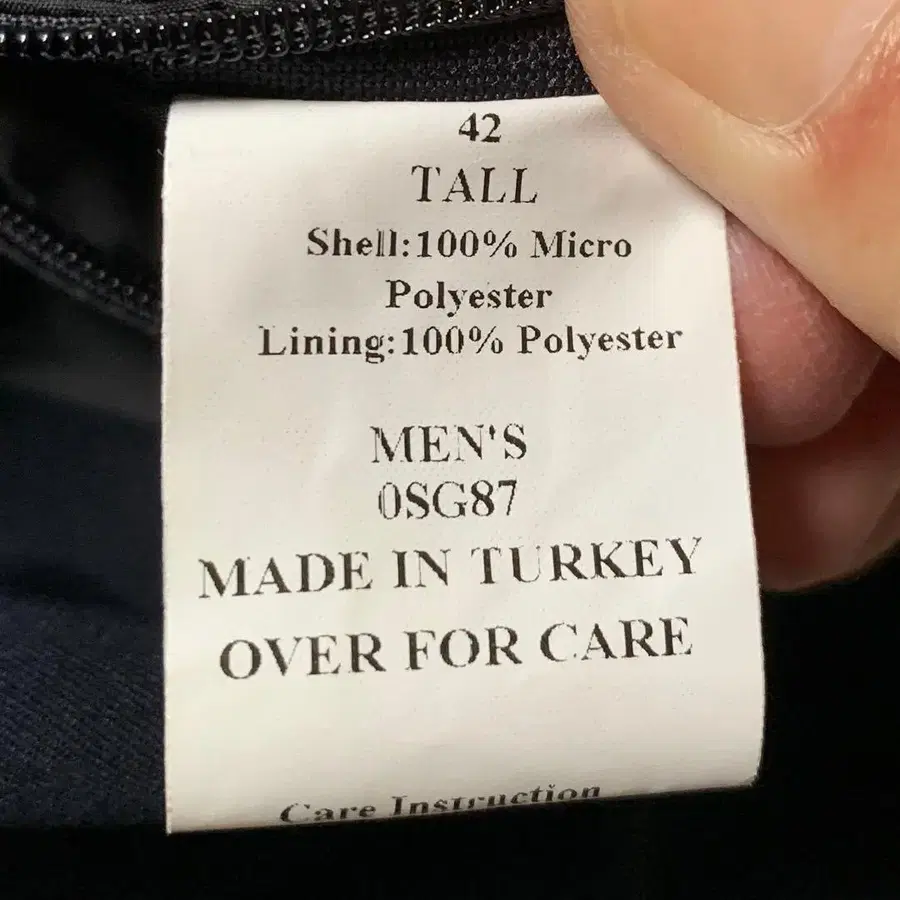 42
TALL
Shell:100% Micro
Polyester
Lining:100% Polyester
MEN'S
0SG87
MADE IN TURKEY
OVER FOR CARE
Care Instruction